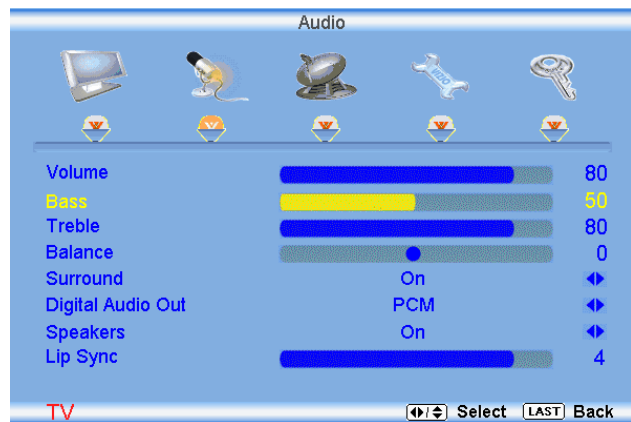 Audio
Volume 80
Bass 50
Treble 80
Balance 0
Surround On
Digital Audio Out PCM
Speakers On
Lip Sync 4
TV Select LAST Back